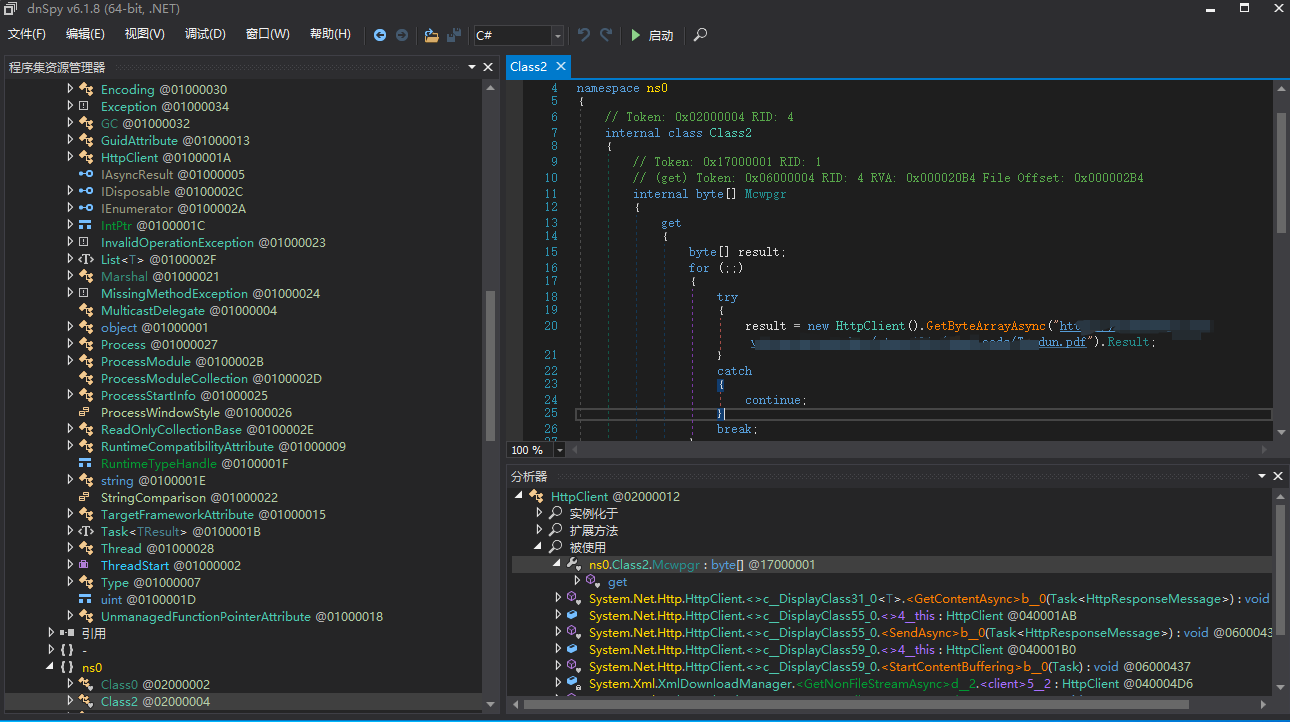 dnSpy v6.1.8 (64-bit, .NET)
文件(F) 编辑(E) 视图(V) 调试(D) 窗口(W) 帮助(H) C# 启动
程序集资源管理器
Encoding @01000030
Exception @01000034
GC @01000032
GuidAttribute @01000013
HttpClient @0100001A
IAsyncResult @01000005
IDisposable @0100002C
IEnumerator @0100002A
IntPtr @0100001C
InvalidOperationException @01000023
List<T> @0100002F
Marshal @01000021
MissingMethodException @01000024
MulticastDelegate @01000004
object @01000001
Process @01000027
ProcessModule @0100002B
ProcessModuleCollection @0100002D
ProcessStartInfo @01000025
ProcessWindowStyle @01000026
ReadOnlyCollectionBase @0100002E
RuntimeCompatibilityAttribute @01000009
RuntimeTypeHandle @0100001F
string @0100001E
StringComparison @01000022
TargetFrameworkAttribute @01000015
Task<TResult> @0100001B
Thread @01000028
ThreadStart @01000002
Type @01000007
uint @0100001D
UnmanagedFunctionPointerAttribute @01000018
引用
{ } -
{ } ns0
Class0 @02000002
Class2 @02000004
Class2
4 namespace ns0
5 {
6 // Token: 0x02000004 RID: 4
7 internal class Class2
8 {
9 // Token: 0x17000001 RID: 1
10 // (get) Token: 0x06000004 RID: 4 RVA: 0x000020B4 File Offset: 0x000002B4
11 internal byte[] Mcwpgr
12 {
13 get
14 {
15 byte[] result;
16 for (;;)
17 {
18 try
19 {
20 result = new HttpClient().GetByteArrayAsync("
dun.pdf").Result;
21 }
22 catch
23 {
24 continue;
25 }
26 break;
27 }
100 %
分析器
HttpClient @02000012
实例化于
扩展方法
被使用
ns0.Class2.Mcwpgr : byte[] @17000001
get
System.Net.Http.HttpClient.<>c__DisplayClass31_0<T>.<GetContentAsync>b__0(Task<HttpResponseMessage>) : void
System.Net.Http.HttpClient.<>c__DisplayClass55_0.<>4__this : HttpClient @040001AB
System.Net.Http.HttpClient.<>c__DisplayClass55_0.<SendAsync>b__0(Task<HttpResponseMessage>) : void @0600043
System.Net.Http.HttpClient.<>c__DisplayClass59_0.<>4__this : HttpClient @040001B0
System.Net.Http.HttpClient.<>c__DisplayClass59_0.<StartContentBuffering>b__0(Task) : void @06000437
System.Xml.XmlDownloadManager.<GetNonFileStreamAsync>d__2.<client>5__2 : HttpClient @040004D6